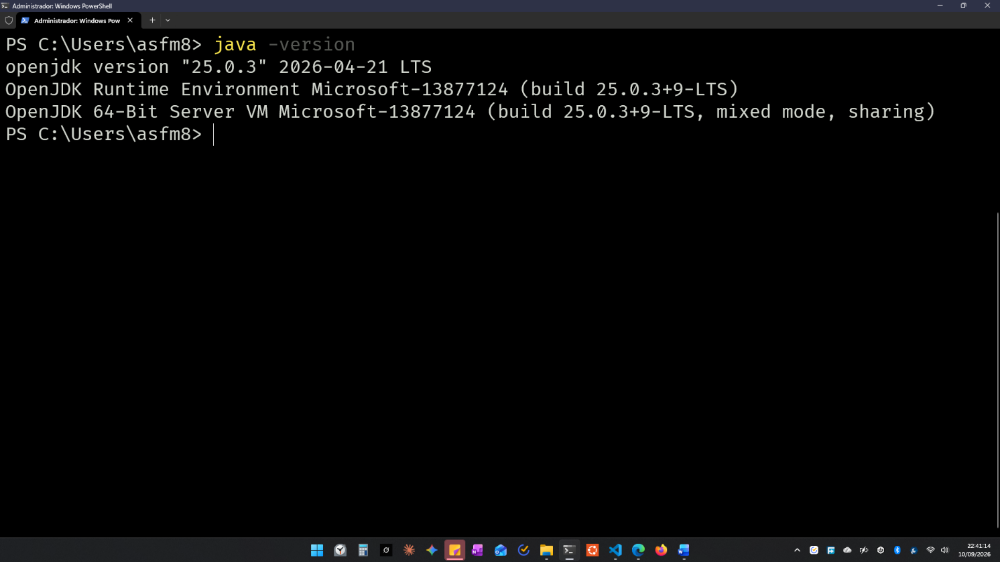 Administrador: Windows PowerShell
Administrador: Windows Pow
PS C:\Users\asfm8> java -version
openjdk version "25.0.3" 2026-04-21 LTS
OpenJDK Runtime Environment Microsoft-13877124 (build 25.0.3+9-LTS)
OpenJDK 64-Bit Server VM Microsoft-13877124 (build 25.0.3+9-LTS, mixed mode, sharing)
PS C:\Users\asfm8>
22:41:14
10/09/2026